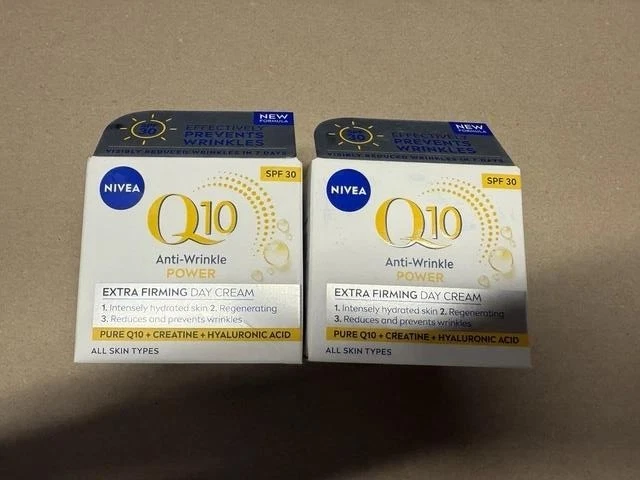 NEW
FORMULA
SPF
30
EFFECTIVELY
PREVENTS
WRINKLES
VISIBLY REDUCED WRINKLES IN 7 DAYS
SPF 30
NIVEA
Q10
Anti-Wrinkle
POWER
EXTRA FIRMING DAY CREAM
1. Intensely hydrated skin 2. Regenerating
3. Reduces and prevents wrinkles
PURE Q10 + CREATINE + HYALURONIC ACID
ALL SKIN TYPES
NEW
FORMULA
SPF
30
EFFECTIVELY
PREVENTS
WRINKLES
VISIBLY REDUCED WRINKLES IN 7 DAYS
SPF 30
NIVEA
Q10
Anti-Wrinkle
POWER
EXTRA FIRMING DAY CREAM
1. Intensely hydrated skin 2. Regenerating
3. Reduces and prevents wrinkles
PURE Q10 + CREATINE + HYALURONIC ACID
ALL SKIN TYPES